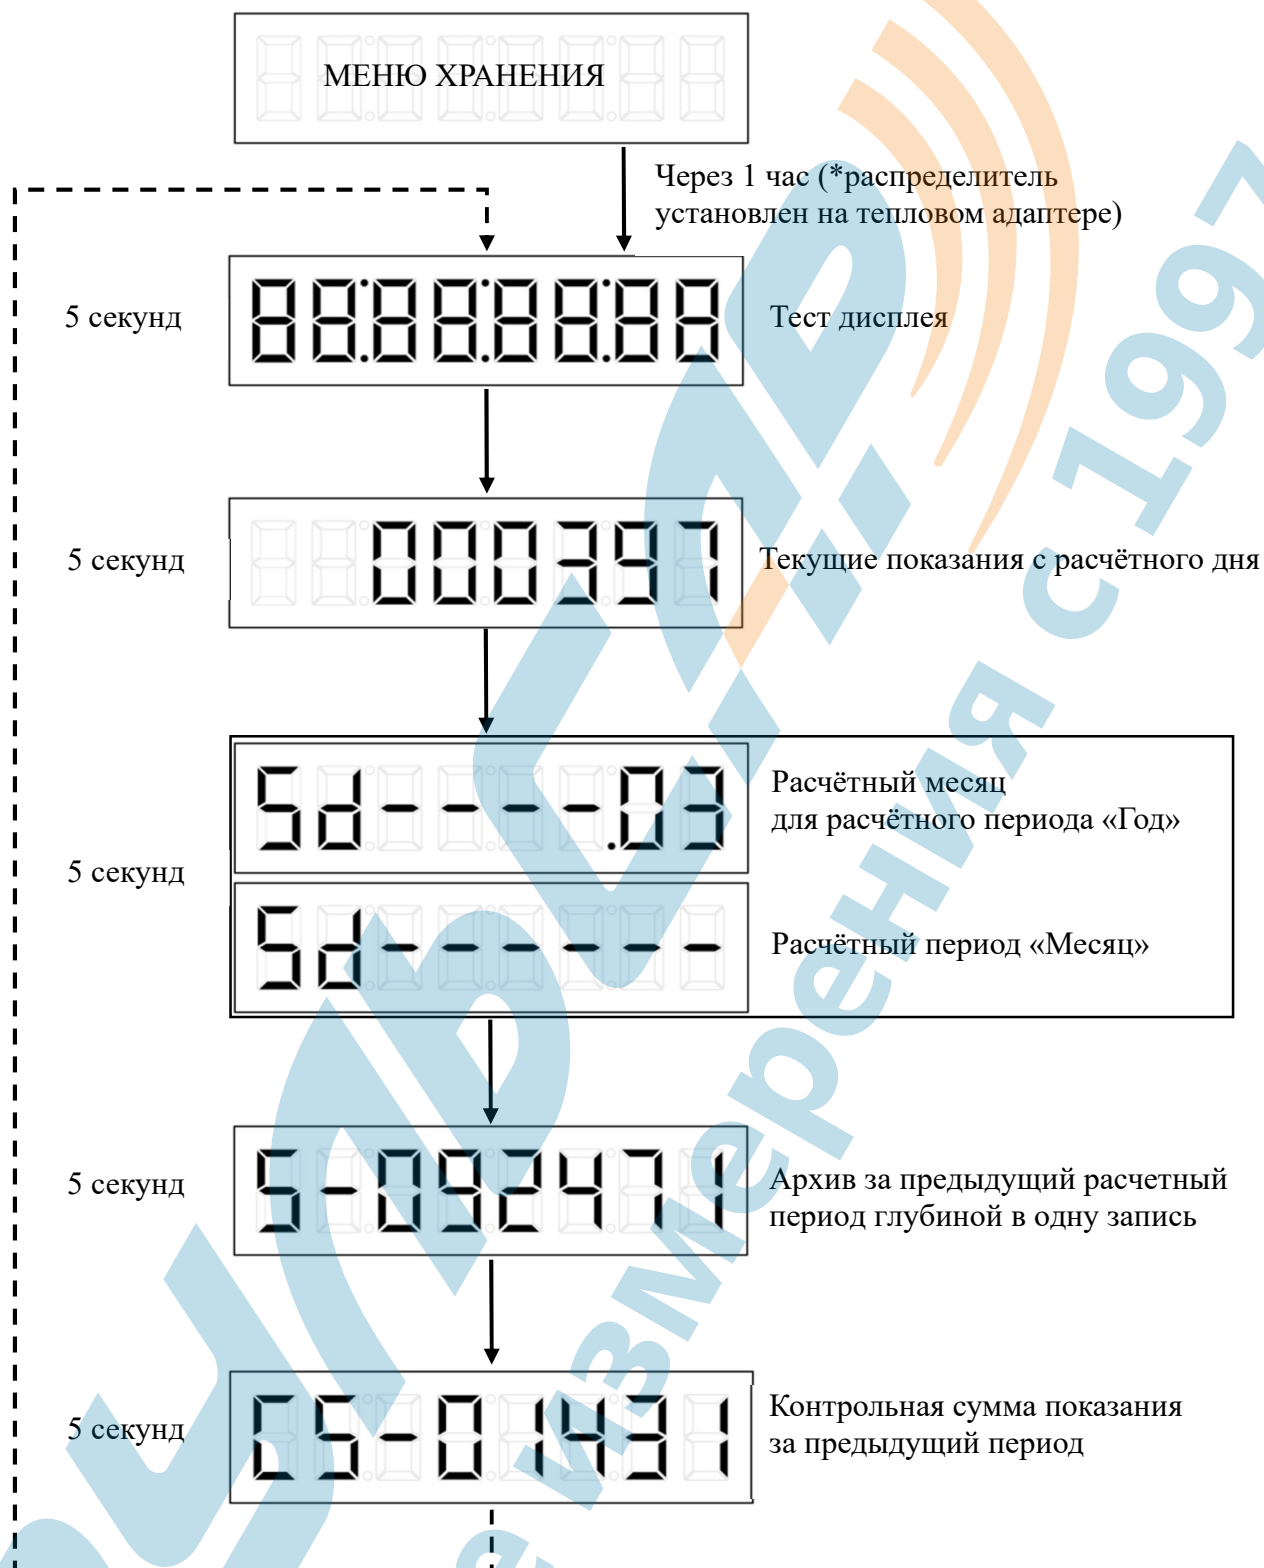 МЕНЮ ХРАНЕНИЯ
Через 1 час (*распределитель
установлен на тепловом адаптере)
5 секунд
88:88:88:88
Тест дисплея
5 секунд
000397
Текущие показания с расчётного дня
5 секунд
Sd----.03
Расчётный месяц
для расчётного периода «Год»
Sd------
Расчётный период «Месяц»
5 секунд
S-092471
Архив за предыдущий расчетный
период глубиной в одну запись
5 секунд
CS-01431
Контрольная сумма показания
за предыдущий период
измерения с 1997